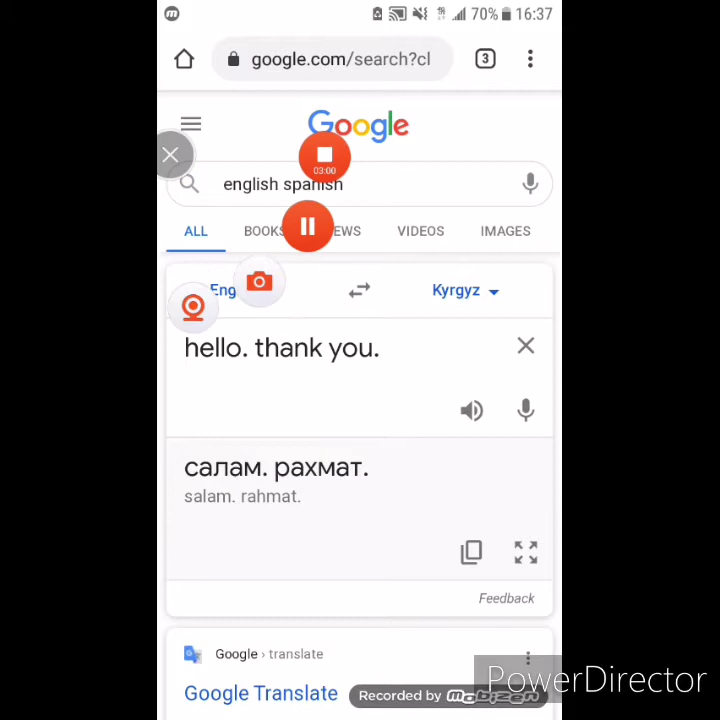 70% 16:37
google.com/search?cl
3
Google
03:00
english spanish
ALL BOOKS EWS VIDEOS IMAGES
Eng Kyrgyz
hello. thank you.
салам. рахмат.
salam. rahmat.
Feedback
Google › translate
Google Translate
Recorded by mobizen
PowerDirector